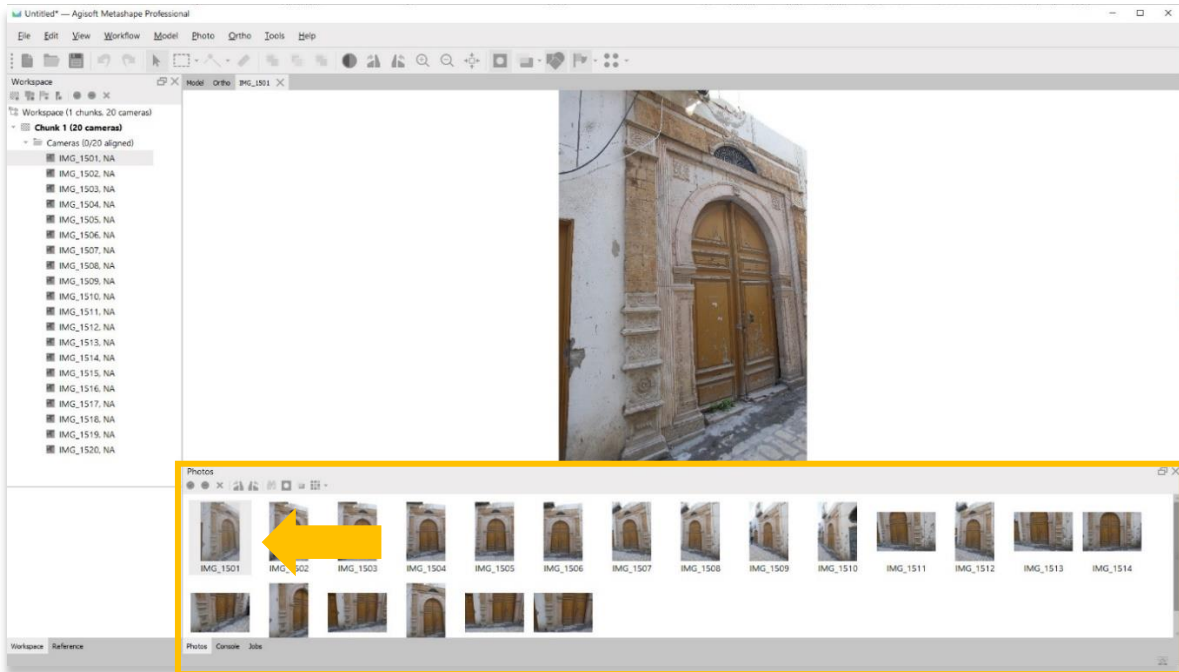 Untitled* — Agisoft Metashape Professional
File Edit View Workflow Model Photo Ortho Tools Help
Workspace
Model Ortho IMG_1501
Workspace (1 chunks, 20 cameras)
Chunk 1 (20 cameras)
Cameras (0/20 aligned)
IMG_1501, NA
IMG_1502, NA
IMG_1503, NA
IMG_1504, NA
IMG_1505, NA
IMG_1506, NA
IMG_1507, NA
IMG_1508, NA
IMG_1509, NA
IMG_1510, NA
IMG_1511, NA
IMG_1512, NA
IMG_1513, NA
IMG_1514, NA
IMG_1515, NA
IMG_1516, NA
IMG_1517, NA
IMG_1518, NA
IMG_1519, NA
IMG_1520, NA
Photos
IMG_1501 IMG_1502 IMG_1503 IMG_1504 IMG_1505 IMG_1506 IMG_1507 IMG_1508 IMG_1509 IMG_1510 IMG_1511 IMG_1512 IMG_1513 IMG_1514
Workspace Reference
Photos Console Jobs